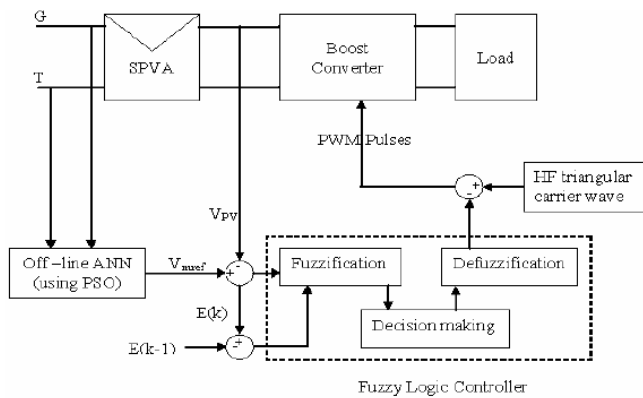 G
SPVA
Boost
Converter
Load
T
PWM Pulses
HF triangular
carrier wave
- +
VPV
Off –line ANN
(using PSO)
Vmref
+ -
Fuzzification
Defuzzification
E(k)
Decision making
E(k-1)
- +
Fuzzy Logic Controller